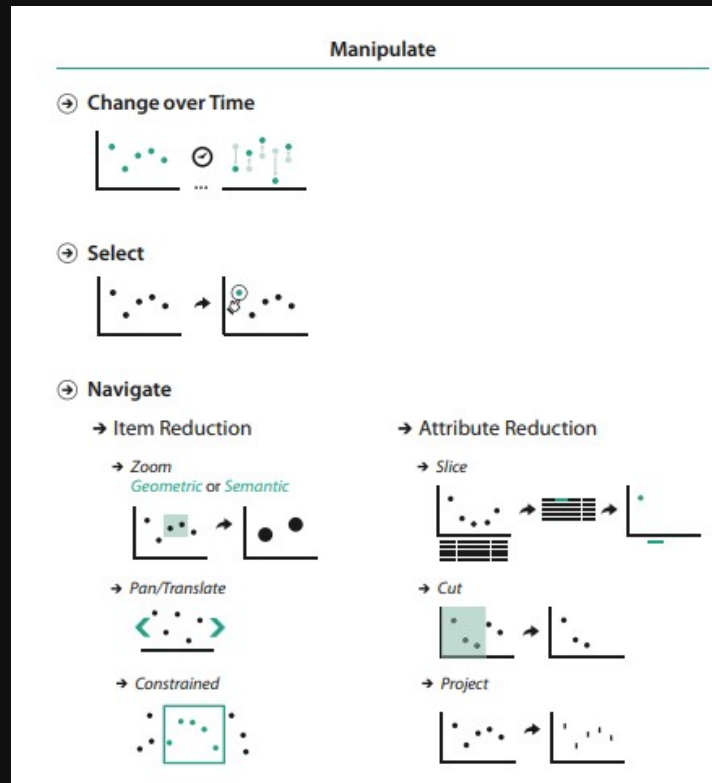 Manipulate
Change over Time
...
Select
Navigate
Item Reduction
Zoom
Geometric or Semantic
Pan/Translate
Constrained
Attribute Reduction
Slice
Cut
Project